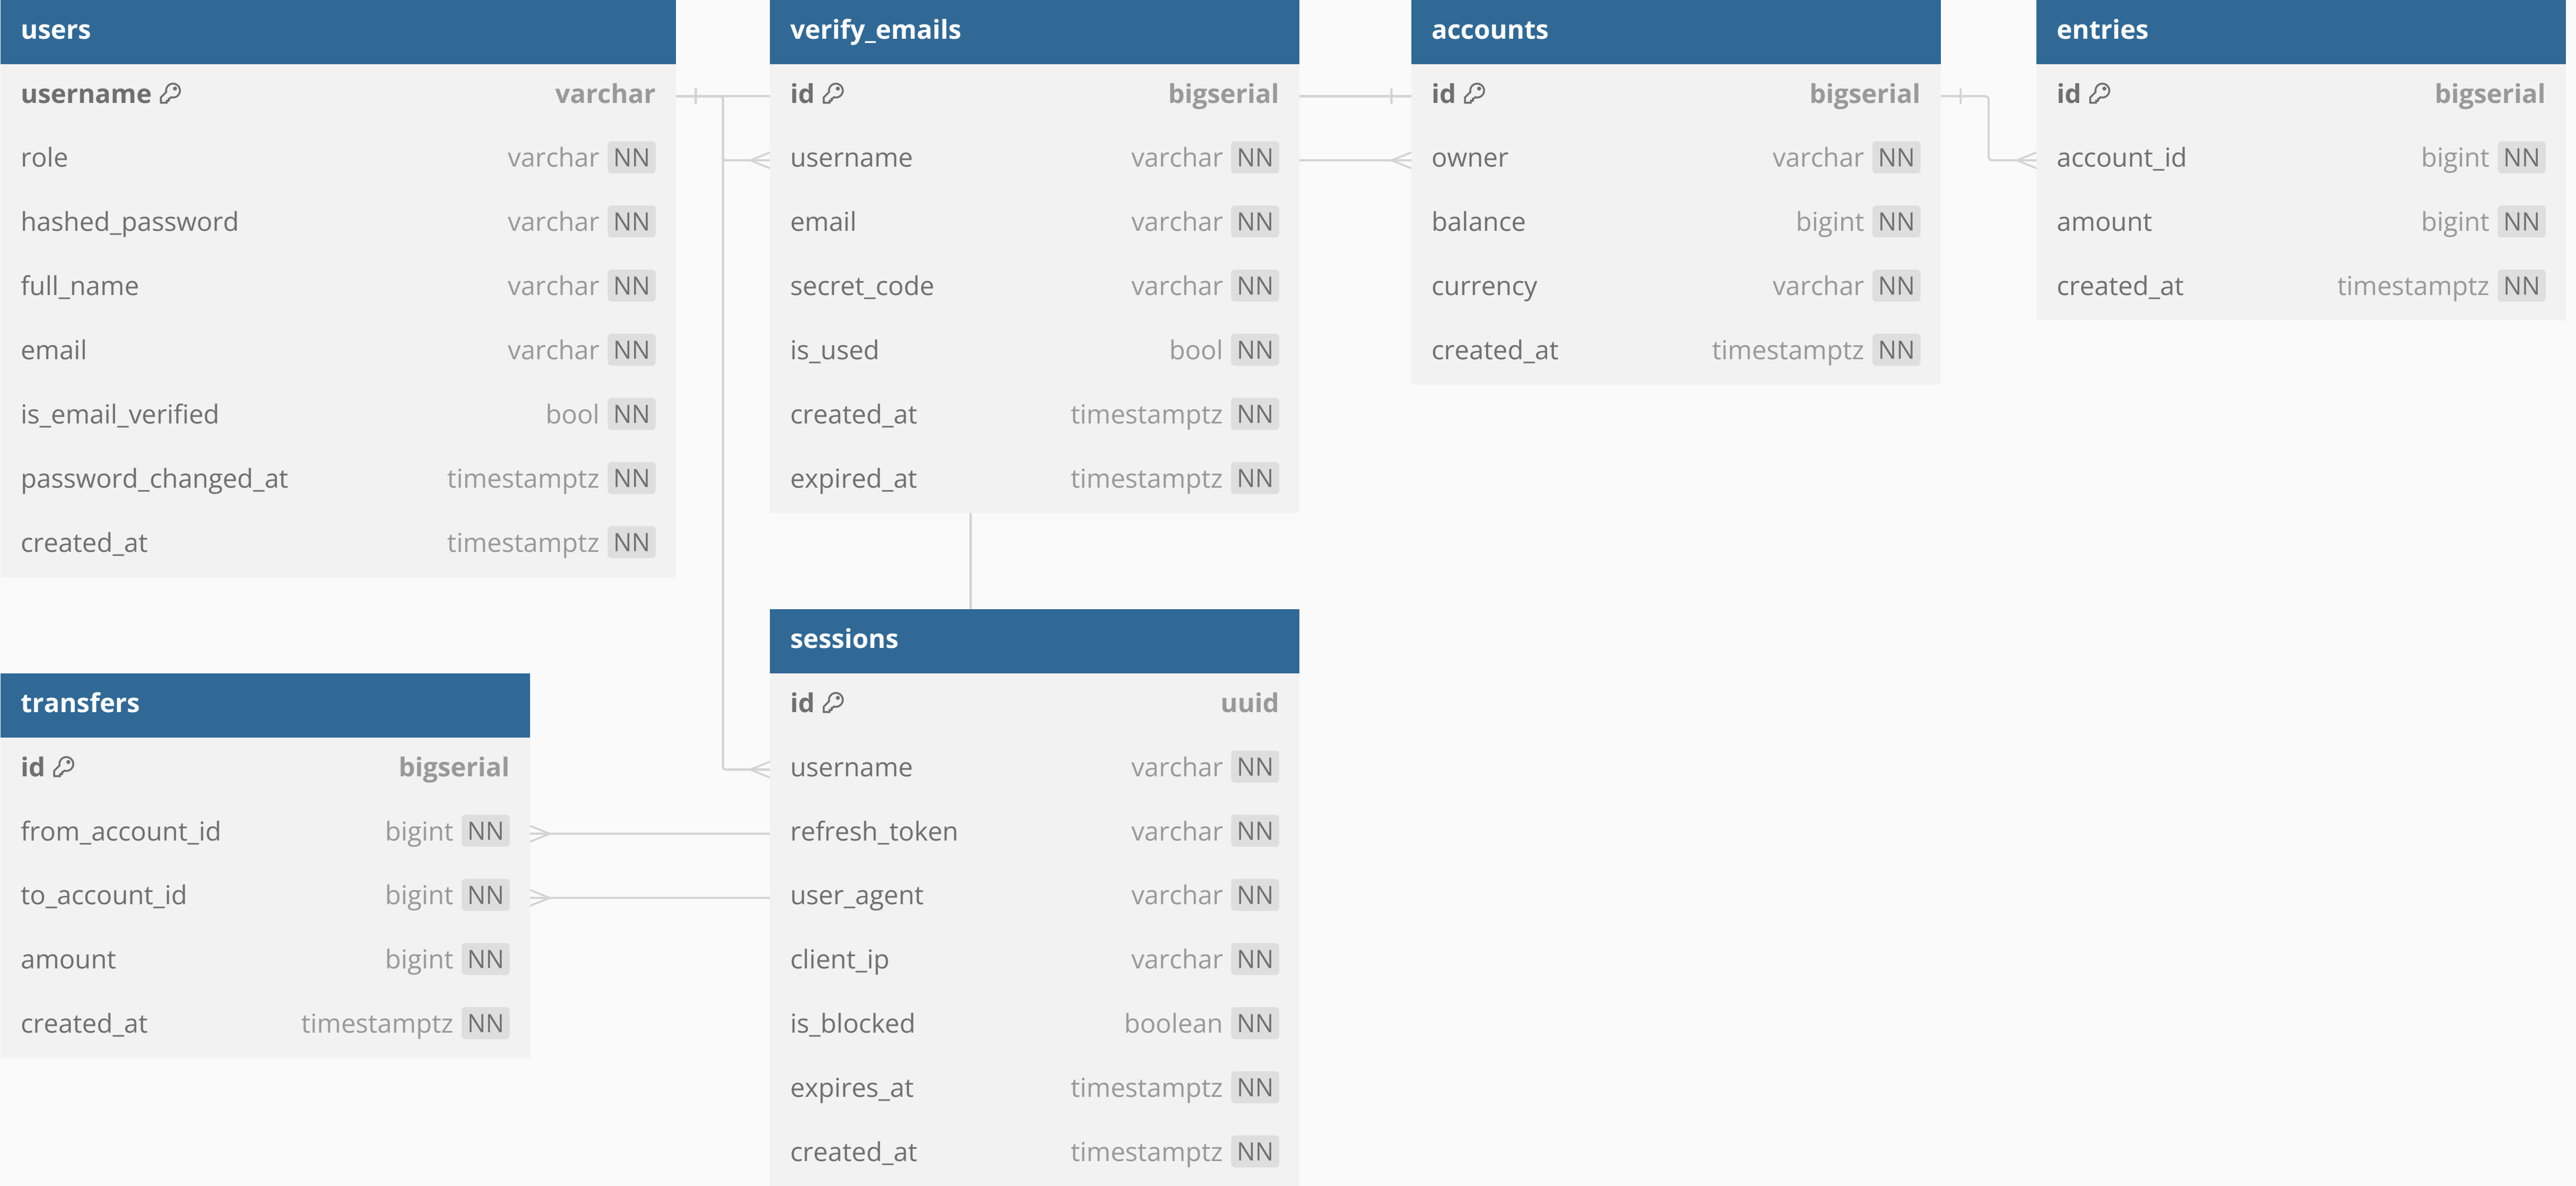 users
username varchar
role varchar NN
hashed_password varchar NN
full_name varchar NN
email varchar NN
is_email_verified bool NN
password_changed_at timestamptz NN
created_at timestamptz NN
verify_emails
id bigserial
username varchar NN
email varchar NN
secret_code varchar NN
is_used bool NN
created_at timestamptz NN
expired_at timestamptz NN
accounts
id bigserial
owner varchar NN
balance bigint NN
currency varchar NN
created_at timestamptz NN
entries
id bigserial
account_id bigint NN
amount bigint NN
created_at timestamptz NN
transfers
id bigserial
from_account_id bigint NN
to_account_id bigint NN
amount bigint NN
created_at timestamptz NN
sessions
id uuid
username varchar NN
refresh_token varchar NN
user_agent varchar NN
client_ip varchar NN
is_blocked boolean NN
expires_at timestamptz NN
created_at timestamptz NN